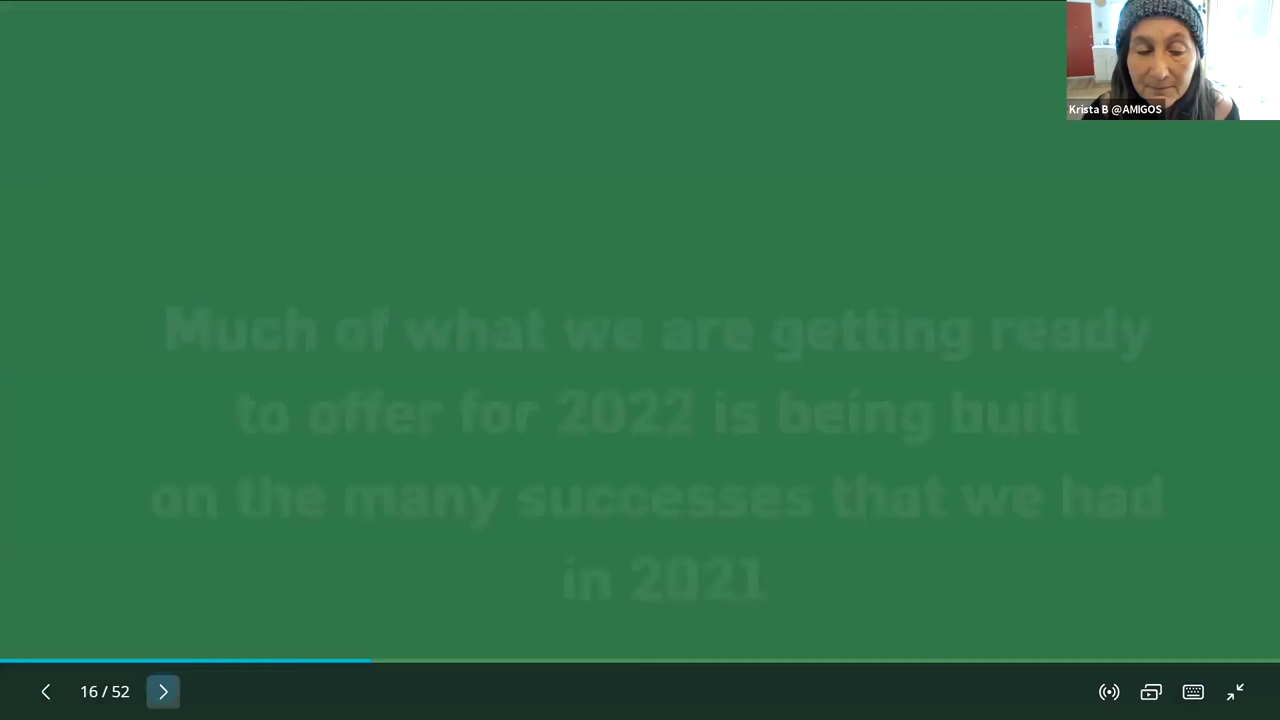 Krista B @AMIGOS
Much of what we are getting ready
to offer for 2022 is being built
on the many successes that we had
in 2021
16 / 52